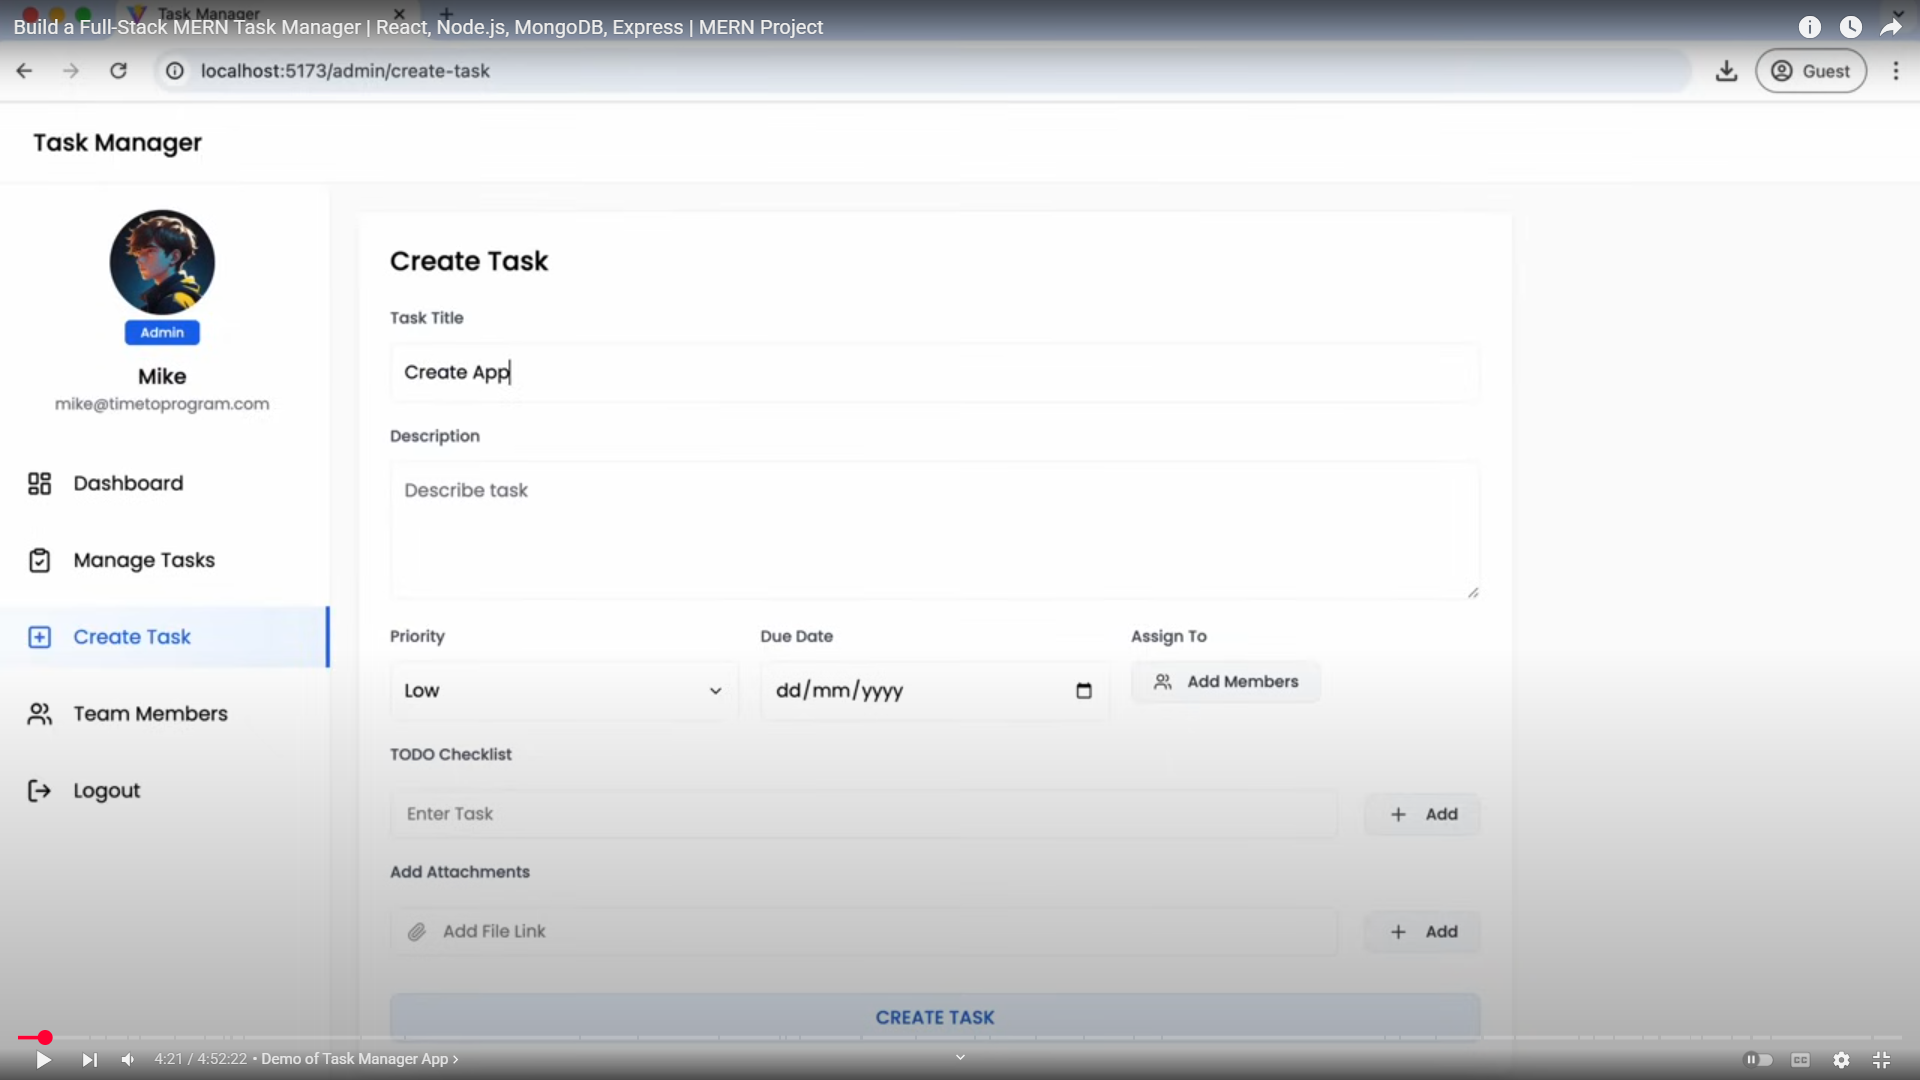 Task Manager
Build a Full-Stack MERN Task Manager | React, Node.js, MongoDB, Express | MERN Project
localhost:5173/admin/create-task
Guest
Task Manager
Admin
Mike
mike@timetoprogram.com
Dashboard
Manage Tasks
Create Task
Team Members
Logout
Create Task
Task Title
Create App
Description
Describe task
Priority
Due Date
Assign To
Low
dd/mm/yyyy
Add Members
TODO Checklist
Enter Task
Add
Add Attachments
Add File Link
Add
CREATE TASK
4:21 / 4:52:22 • Demo of Task Manager App ›
CC